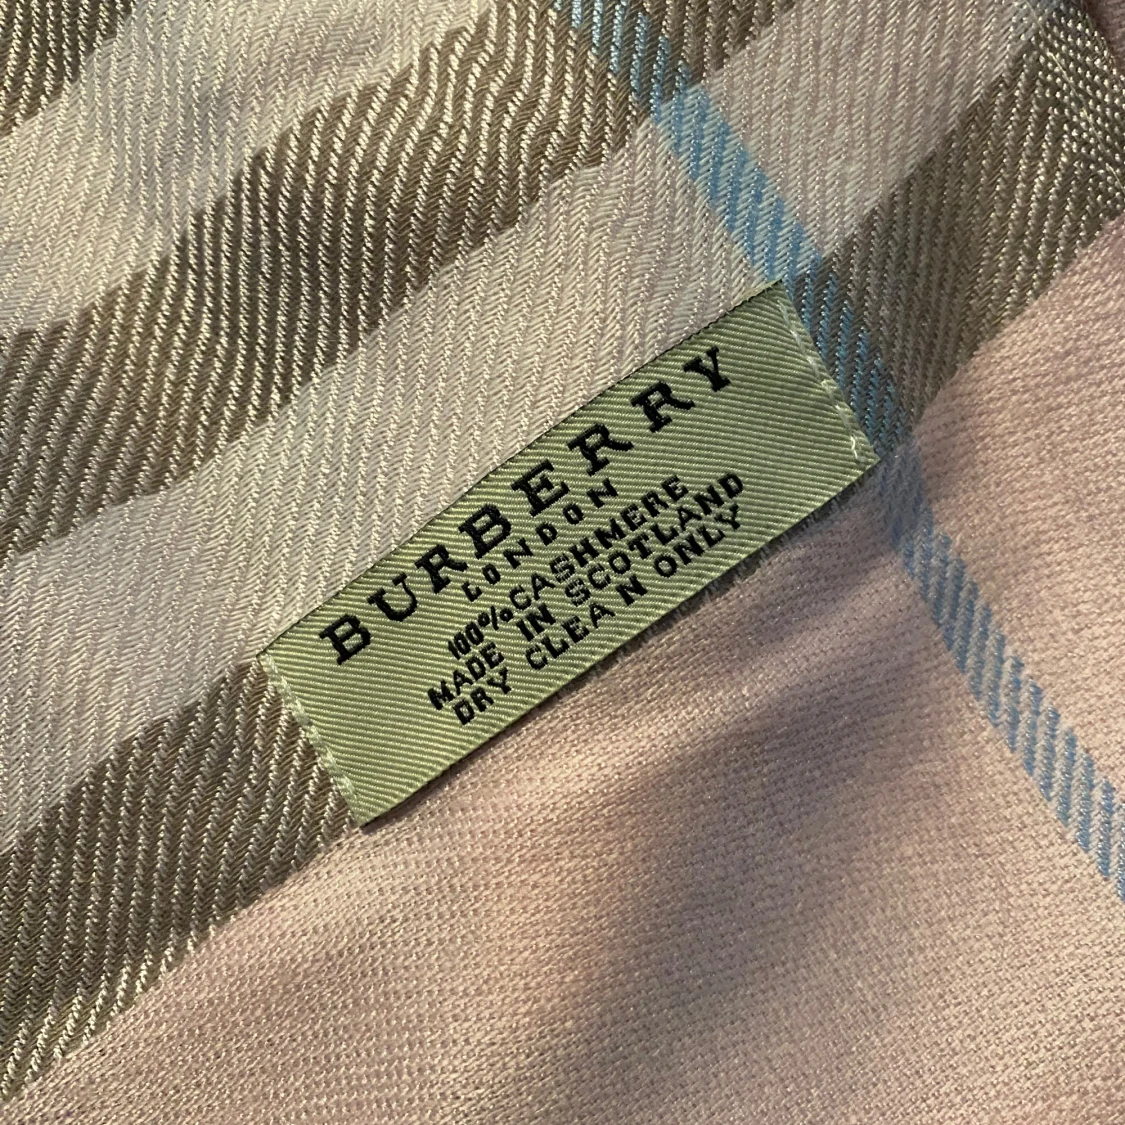 BURBERRY
LONDON
100% CASHMERE
MADE IN SCOTLAND
DRY CLEAN ONLY